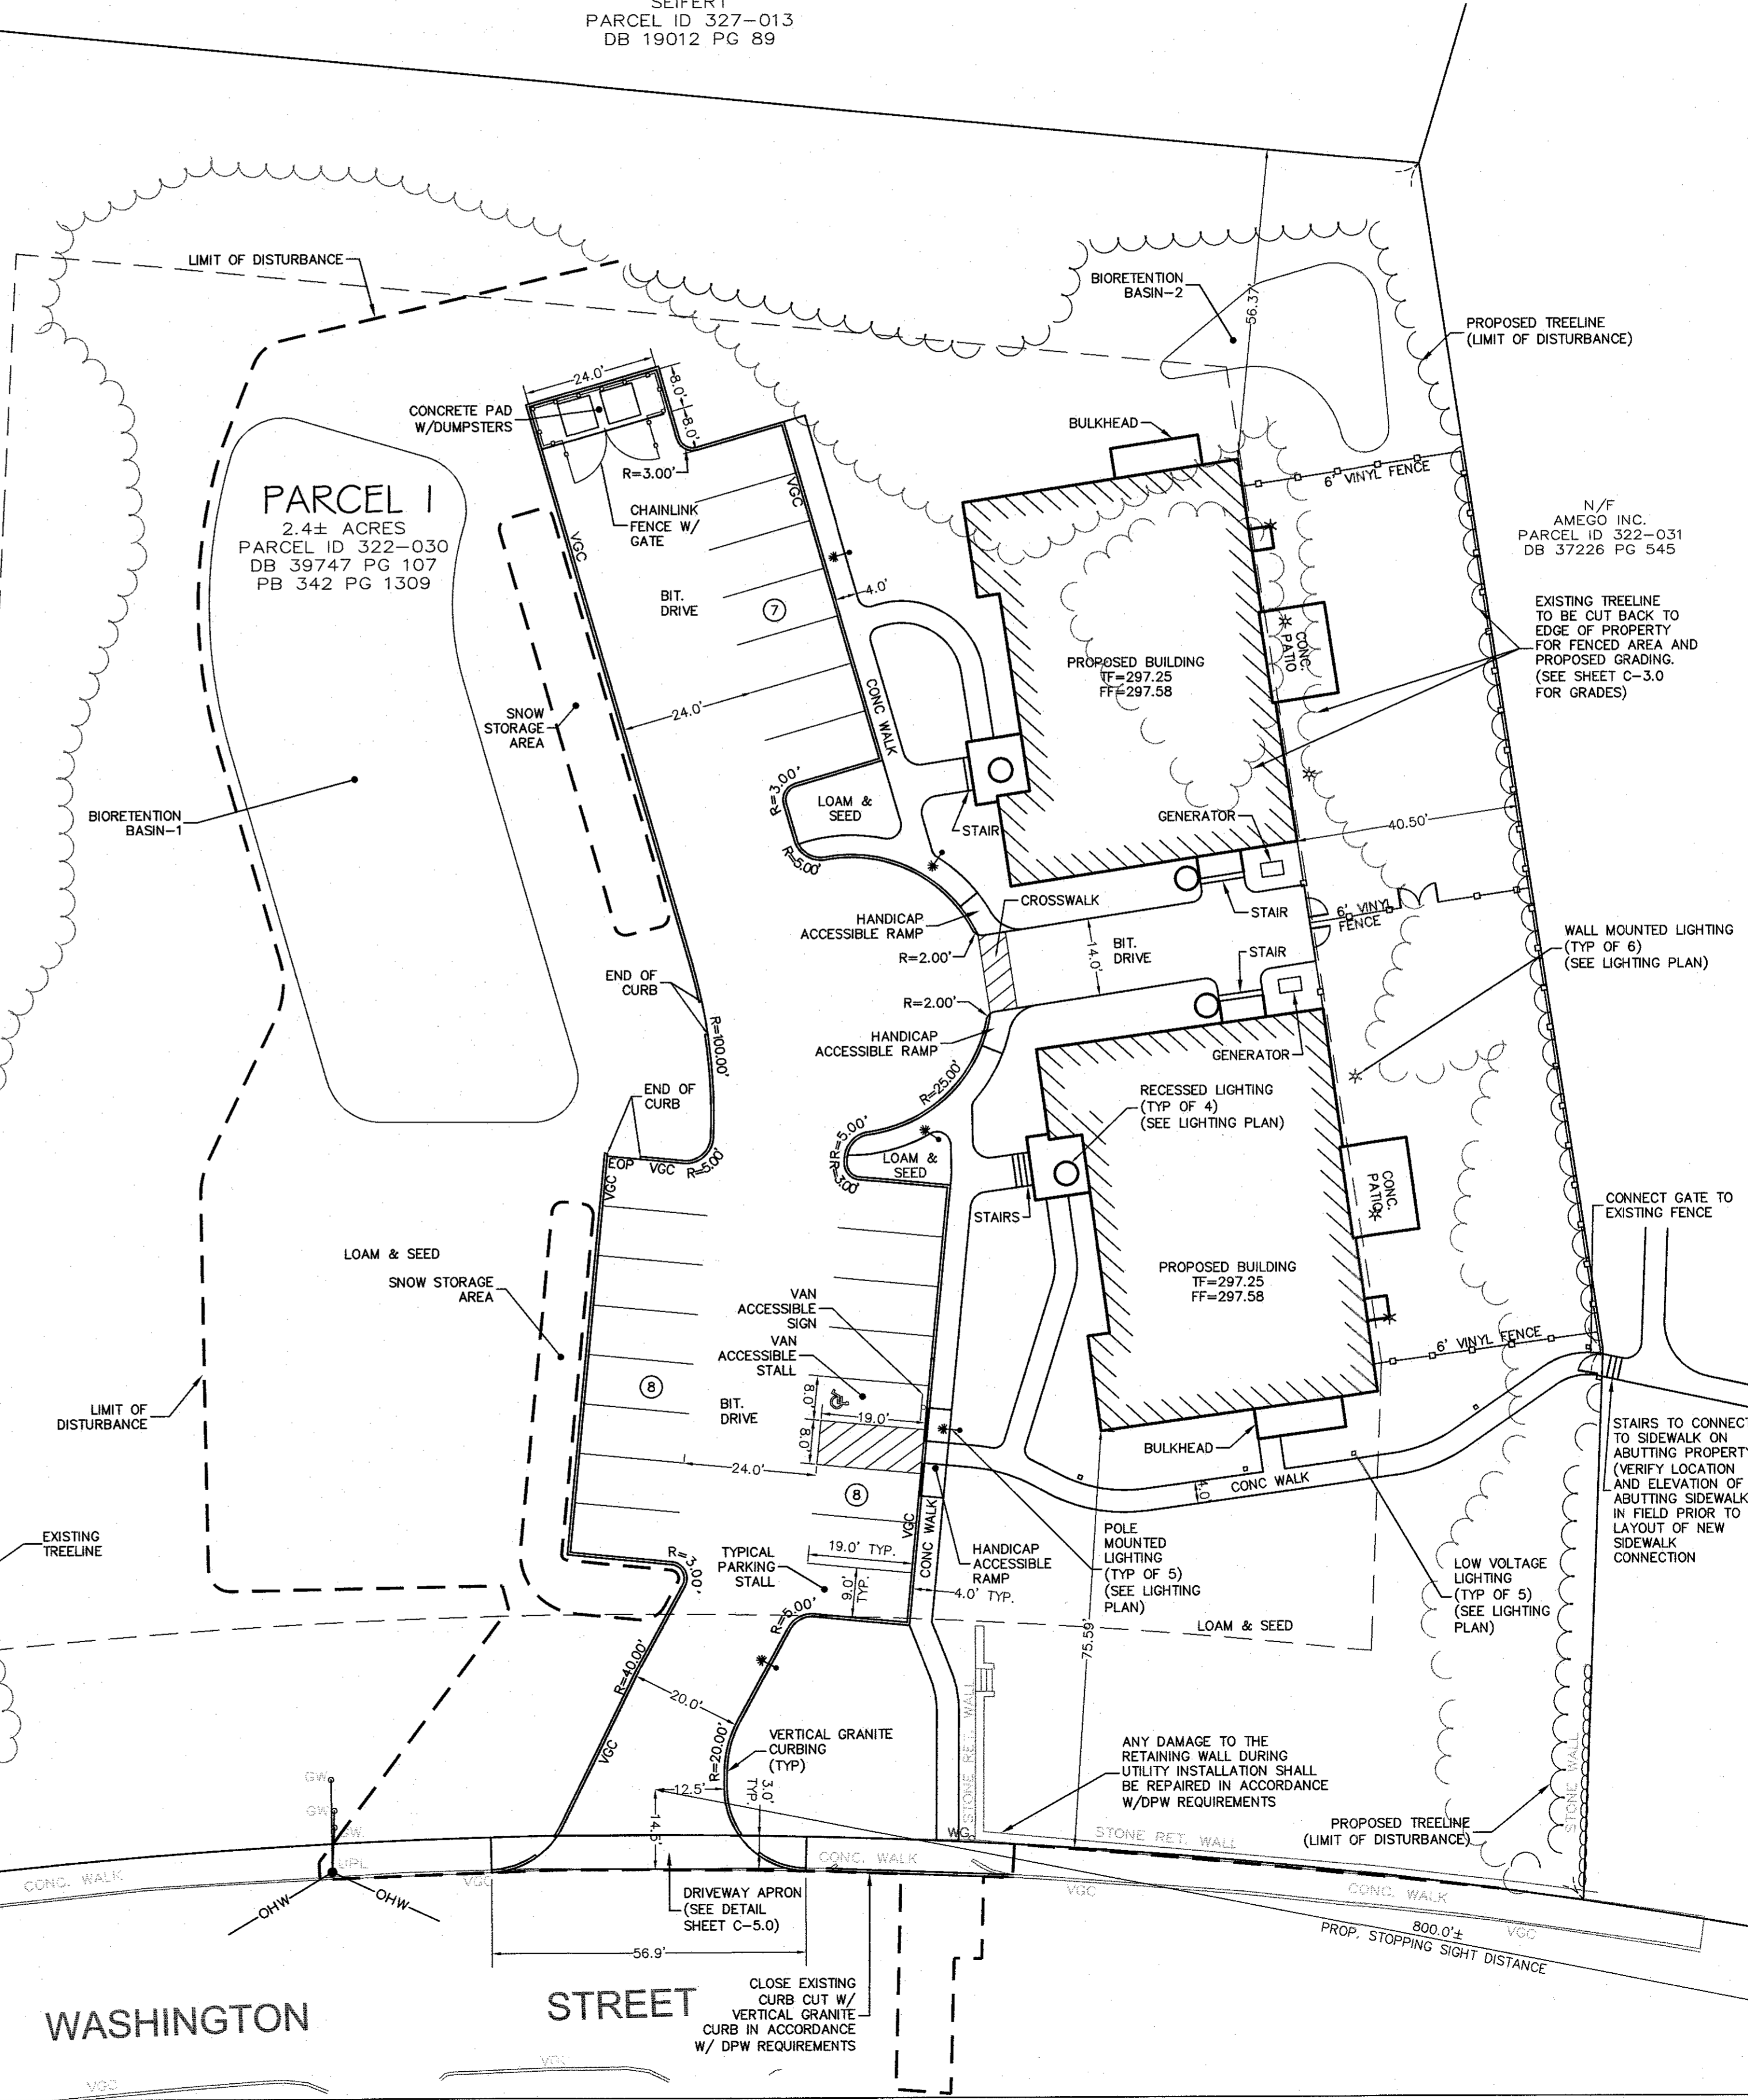 SEIFERT
PARCEL ID 327-013
DB 19012 PG 89
LIMIT OF DISTURBANCE
BIORETENTION
BASIN-2
56.37'
PROPOSED TREELINE
(LIMIT OF DISTURBANCE)
24.0'
8.0'
8.0'
CONCRETE PAD
W/DUMPSTERS
R=3.00'
BULKHEAD
6' VINYL FENCE
PARCEL I
2.4± ACRES
PARCEL ID 322-030
DB 39747 PG 107
PB 342 PG 1309
CHAINLINK
FENCE W/
GATE
VGC
VGC
N/F
AMEGO INC.
PARCEL ID 322-031
DB 37226 PG 545
BIT.
DRIVE
7
4.0'
EXISTING TREELINE
TO BE CUT BACK TO
EDGE OF PROPERTY
FOR FENCED AREA AND
PROPOSED GRADING.
(SEE SHEET C-3.0
FOR GRADES)
PROPOSED BUILDING
TF=297.25
FF=297.58
CONC.
PATIO
SNOW
STORAGE
AREA
24.0'
CONC WALK
R=3.00'
LOAM &
SEED
STAIR
GENERATOR
40.50'
BIORETENTION
BASIN-1
R=5.00'
CROSSWALK
HANDICAP
ACCESSIBLE RAMP
STAIR
6' VINYL
FENCE
WALL MOUNTED LIGHTING
(TYP OF 6)
(SEE LIGHTING PLAN)
R=2.00'
14.0'
BIT.
DRIVE
STAIR
END OF
CURB
R=2.00'
R=100.00'
HANDICAP
ACCESSIBLE RAMP
GENERATOR
R=25.00'
END OF
CURB
RECESSED LIGHTING
(TYP OF 4)
(SEE LIGHTING PLAN)
R=5.00'
EOP
VGC
R=5.00'
VGC
LOAM &
SEED
R=3.00'
CONC.
PATIO
CONNECT GATE TO
EXISTING FENCE
STAIRS
LOAM & SEED
SNOW STORAGE
AREA
PROPOSED BUILDING
TF=297.25
FF=297.58
VAN
ACCESSIBLE
SIGN
VAN
ACCESSIBLE
STALL
6' VINYL FENCE
8
8.0'
19.0'
8.0'
LIMIT OF
DISTURBANCE
BIT.
DRIVE
24.0'
BULKHEAD
CONC WALK
4.0'
8
STAIRS TO CONNECT
TO SIDEWALK ON
ABUTTING PROPERTY
(VERIFY LOCATION
AND ELEVATION OF
ABUTTING SIDEWALK
IN FIELD PRIOR TO
LAYOUT OF NEW
SIDEWALK
CONNECTION
EXISTING
TREELINE
VGC
CONC WALK
R=3.00'
TYPICAL
PARKING
STALL
19.0' TYP.
9.0'
TYP.
HANDICAP
ACCESSIBLE
RAMP
4.0' TYP.
POLE
MOUNTED
LIGHTING
(TYP OF 5)
(SEE LIGHTING
PLAN)
LOW VOLTAGE
LIGHTING
(TYP OF 5)
(SEE LIGHTING
PLAN)
R=5.00'
LOAM & SEED
75.59'
R=40.00'
20.0'
VGC
R=20.00'
VERTICAL GRANITE
CURBING
(TYP)
STONE RET. WALL
ANY DAMAGE TO THE
RETAINING WALL DURING
UTILITY INSTALLATION SHALL
BE REPAIRED IN ACCORDANCE
W/DPW REQUIREMENTS
STONE WALL
GW
GW
GW
12.5'
3.0'
TYP.
14.5'
PROPOSED TREELINE
(LIMIT OF DISTURBANCE)
WG
STONE RET. WALL
UPL
CONC. WALK
VGC
CONC. WALK
VGC
CONC. WALK
OHW
OHW
DRIVEWAY APRON
(SEE DETAIL
SHEET C-5.0)
56.9'
800.0'±
VGC
PROP. STOPPING SIGHT DISTANCE
CLOSE EXISTING
CURB CUT W/
VERTICAL GRANITE
CURB IN ACCORDANCE
W/ DPW REQUIREMENTS
WASHINGTON STREET
VGC
VGC